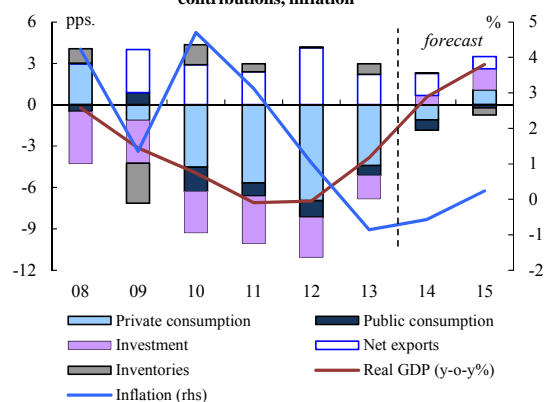 contributions, inflation
pps. %
6 5
4
3 forecast
3
0
2
-3
1
-6 0
-9 -1
-12 -2
08 09 10 11 12 13 14 15
Private consumption Public consumption
Investment Net exports
Inventories Real GDP (y-o-y%)
Inflation (rhs)